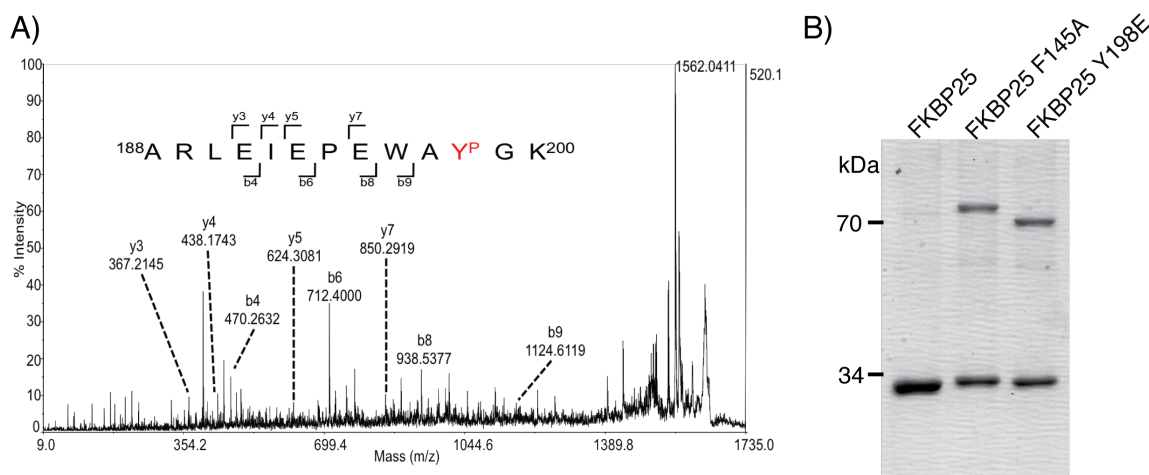 A)
B)
100
90
80
70
60
50
40
30
20
10
0
% Intensity
1562.0411
520.1
y3 y4 y5 y7
188A R L E I E P E W A YP G K200
b4 b6 b8 b9
y3
367.2145
y4
438.1743
b4
470.2632
y5
624.3081
b6
712.4000
y7
850.2919
b8
938.5377
b9
1124.6119
9.0 354.2 699.4 1044.6 1389.8 1735.0
Mass (m/z)
FKBP25
FKBP25 F145A
FKBP25 Y198E
kDa
70
34